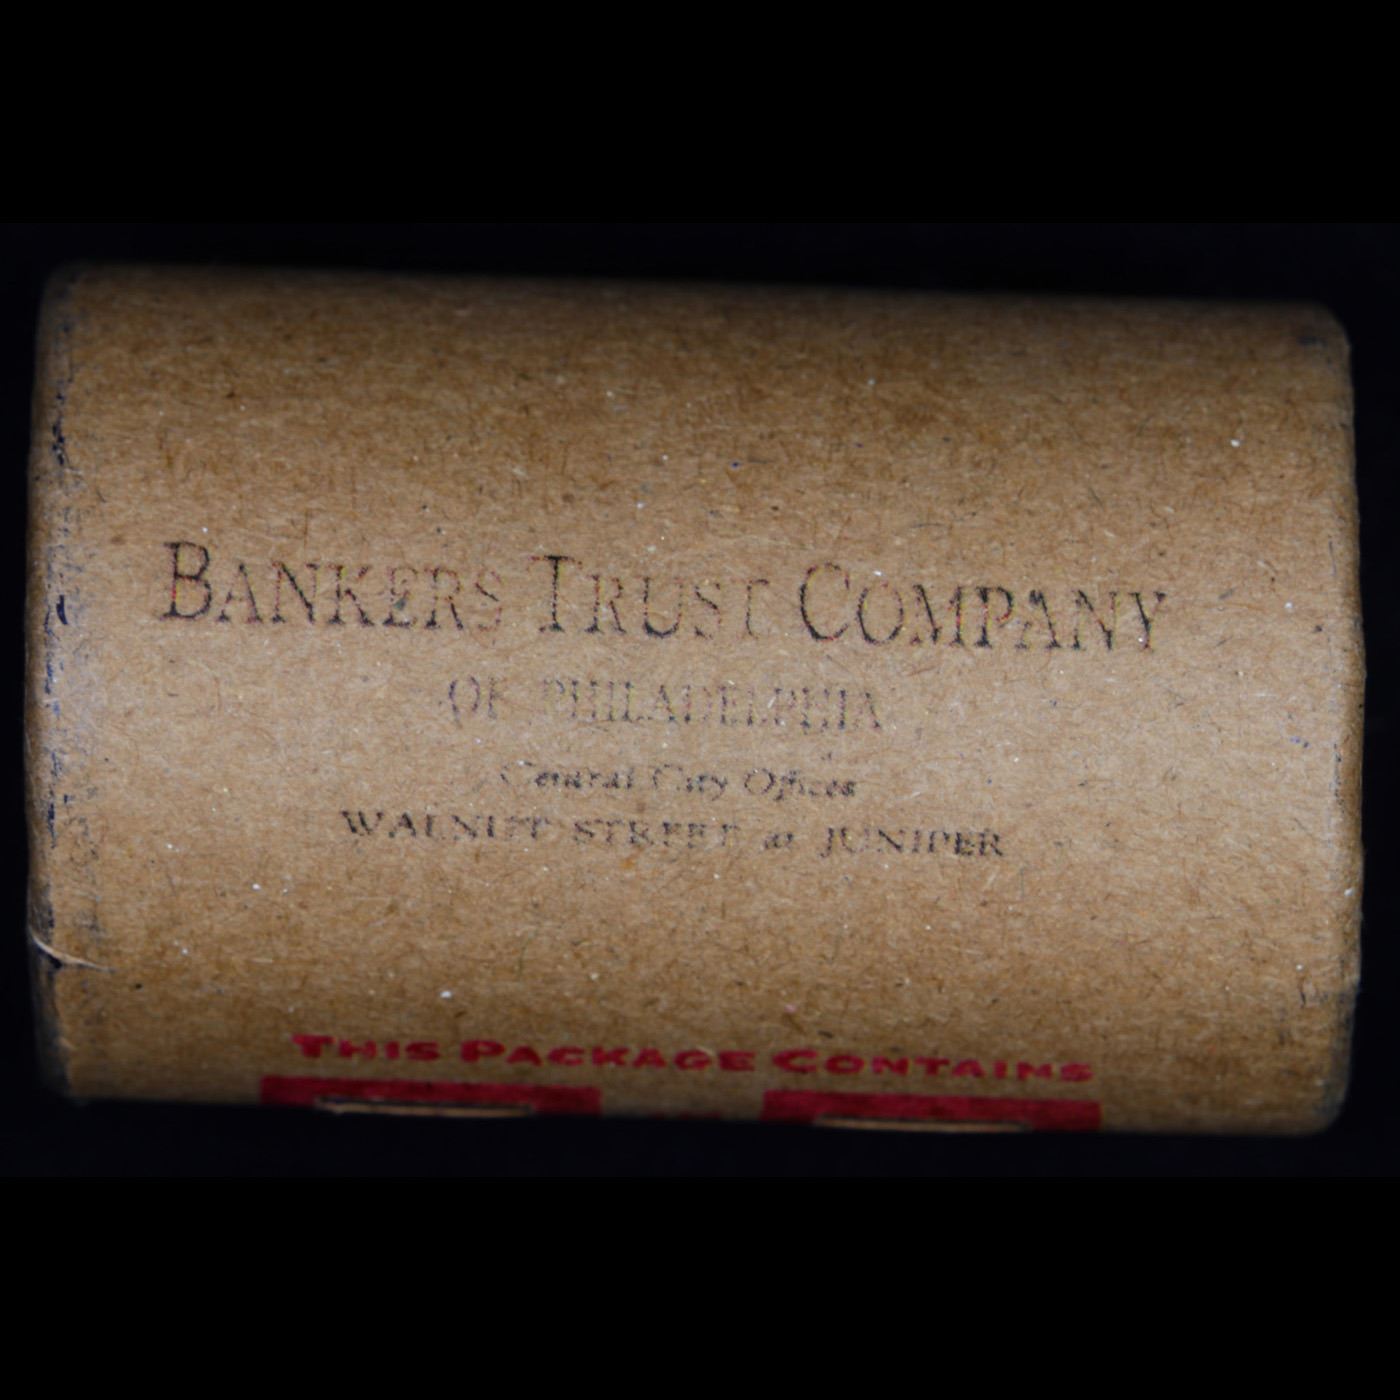 BANKERS TRUST COMPANY
OF PHILADELPHIA
Central City Offices
WALNUT STREET at JUNIPER
THIS PACKAGE CONTAINS